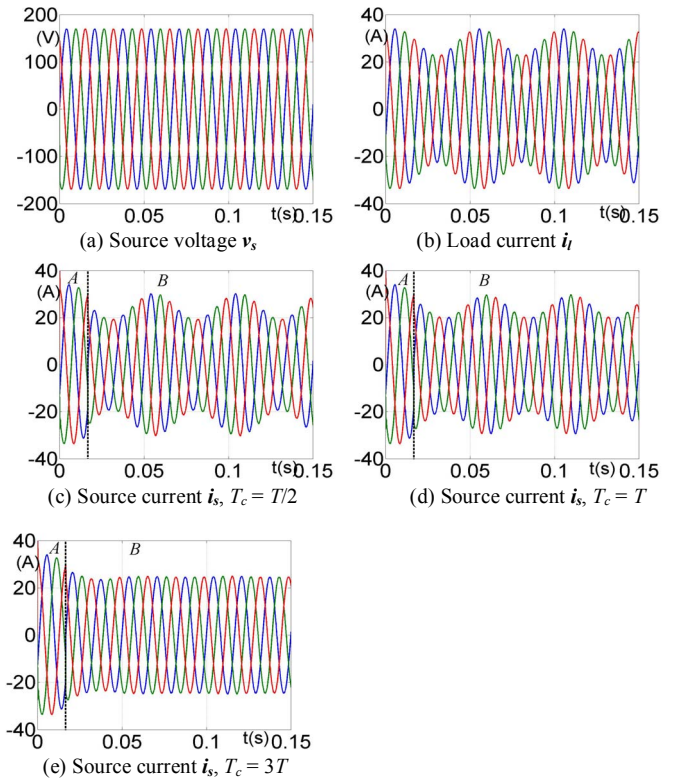 200
(V)
100
0
-100
200
0 0.05 0.1 t(s) 0.15
(a) Source voltage vs
40
(A)
20
0
-20
-40
0 0.05 0.1 t(s) 0.15
(b) Load current il
40
(A)
20
0
-20
-40
A B
0 0.05 0.1 t(s) 0.15
(c) Source current is, Tc = T/2
40
(A)
20
0
-20
-40
A B
0 0.05 0.1 t(s) 0.15
(d) Source current is, Tc = T
40
(A)
20
0
-20
-40
A B
0 0.05 0.1 t(s) 0.15
(e) Source current is, Tc = 3T